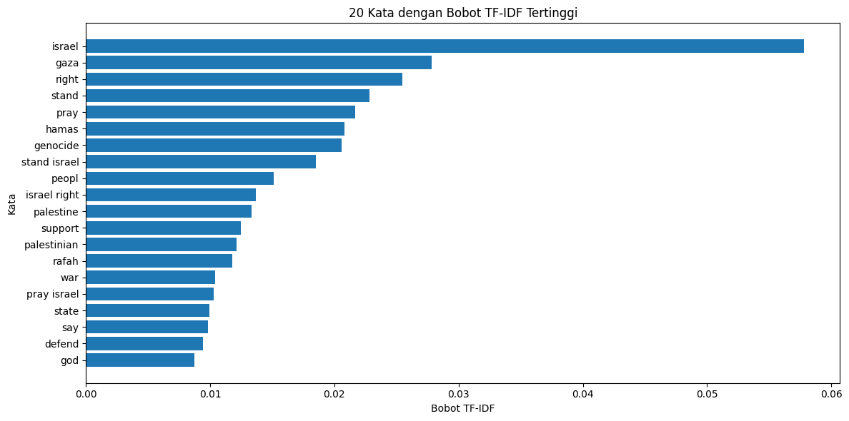 20 Kata dengan Bobot TF-IDF Tertinggi
israel
gaza
right
stand
pray
hamas
genocide
stand israel
peopl
israel right
palestine
support
palestinian
rafah
war
pray israel
state
say
defend
god
Kata
0.00 0.01 0.02 0.03 0.04 0.05 0.06
Bobot TF-IDF